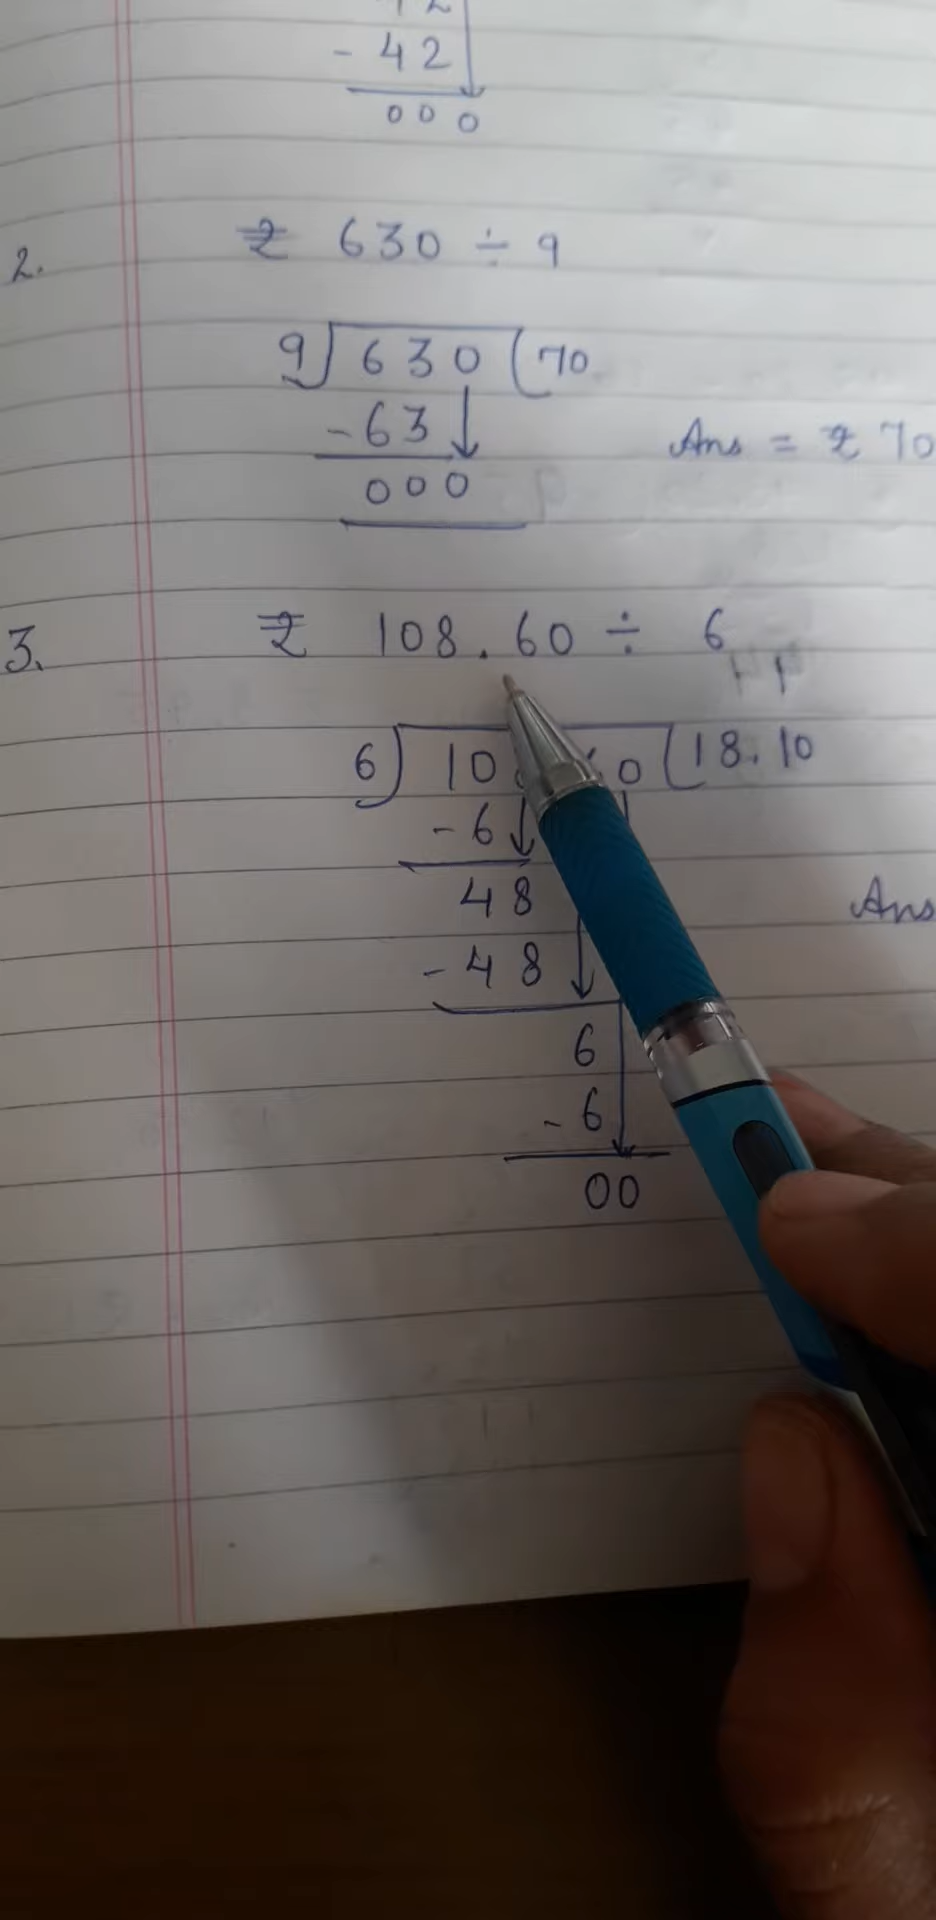 - 42
000
2. ₹ 630 ÷ 9
9) 630 (70
- 63
Ans = ₹ 70
000
3. ₹ 108.60 ÷ 6
6) 10 0 (18.10
- 6
48
Ans
- 48
6
- 6
00